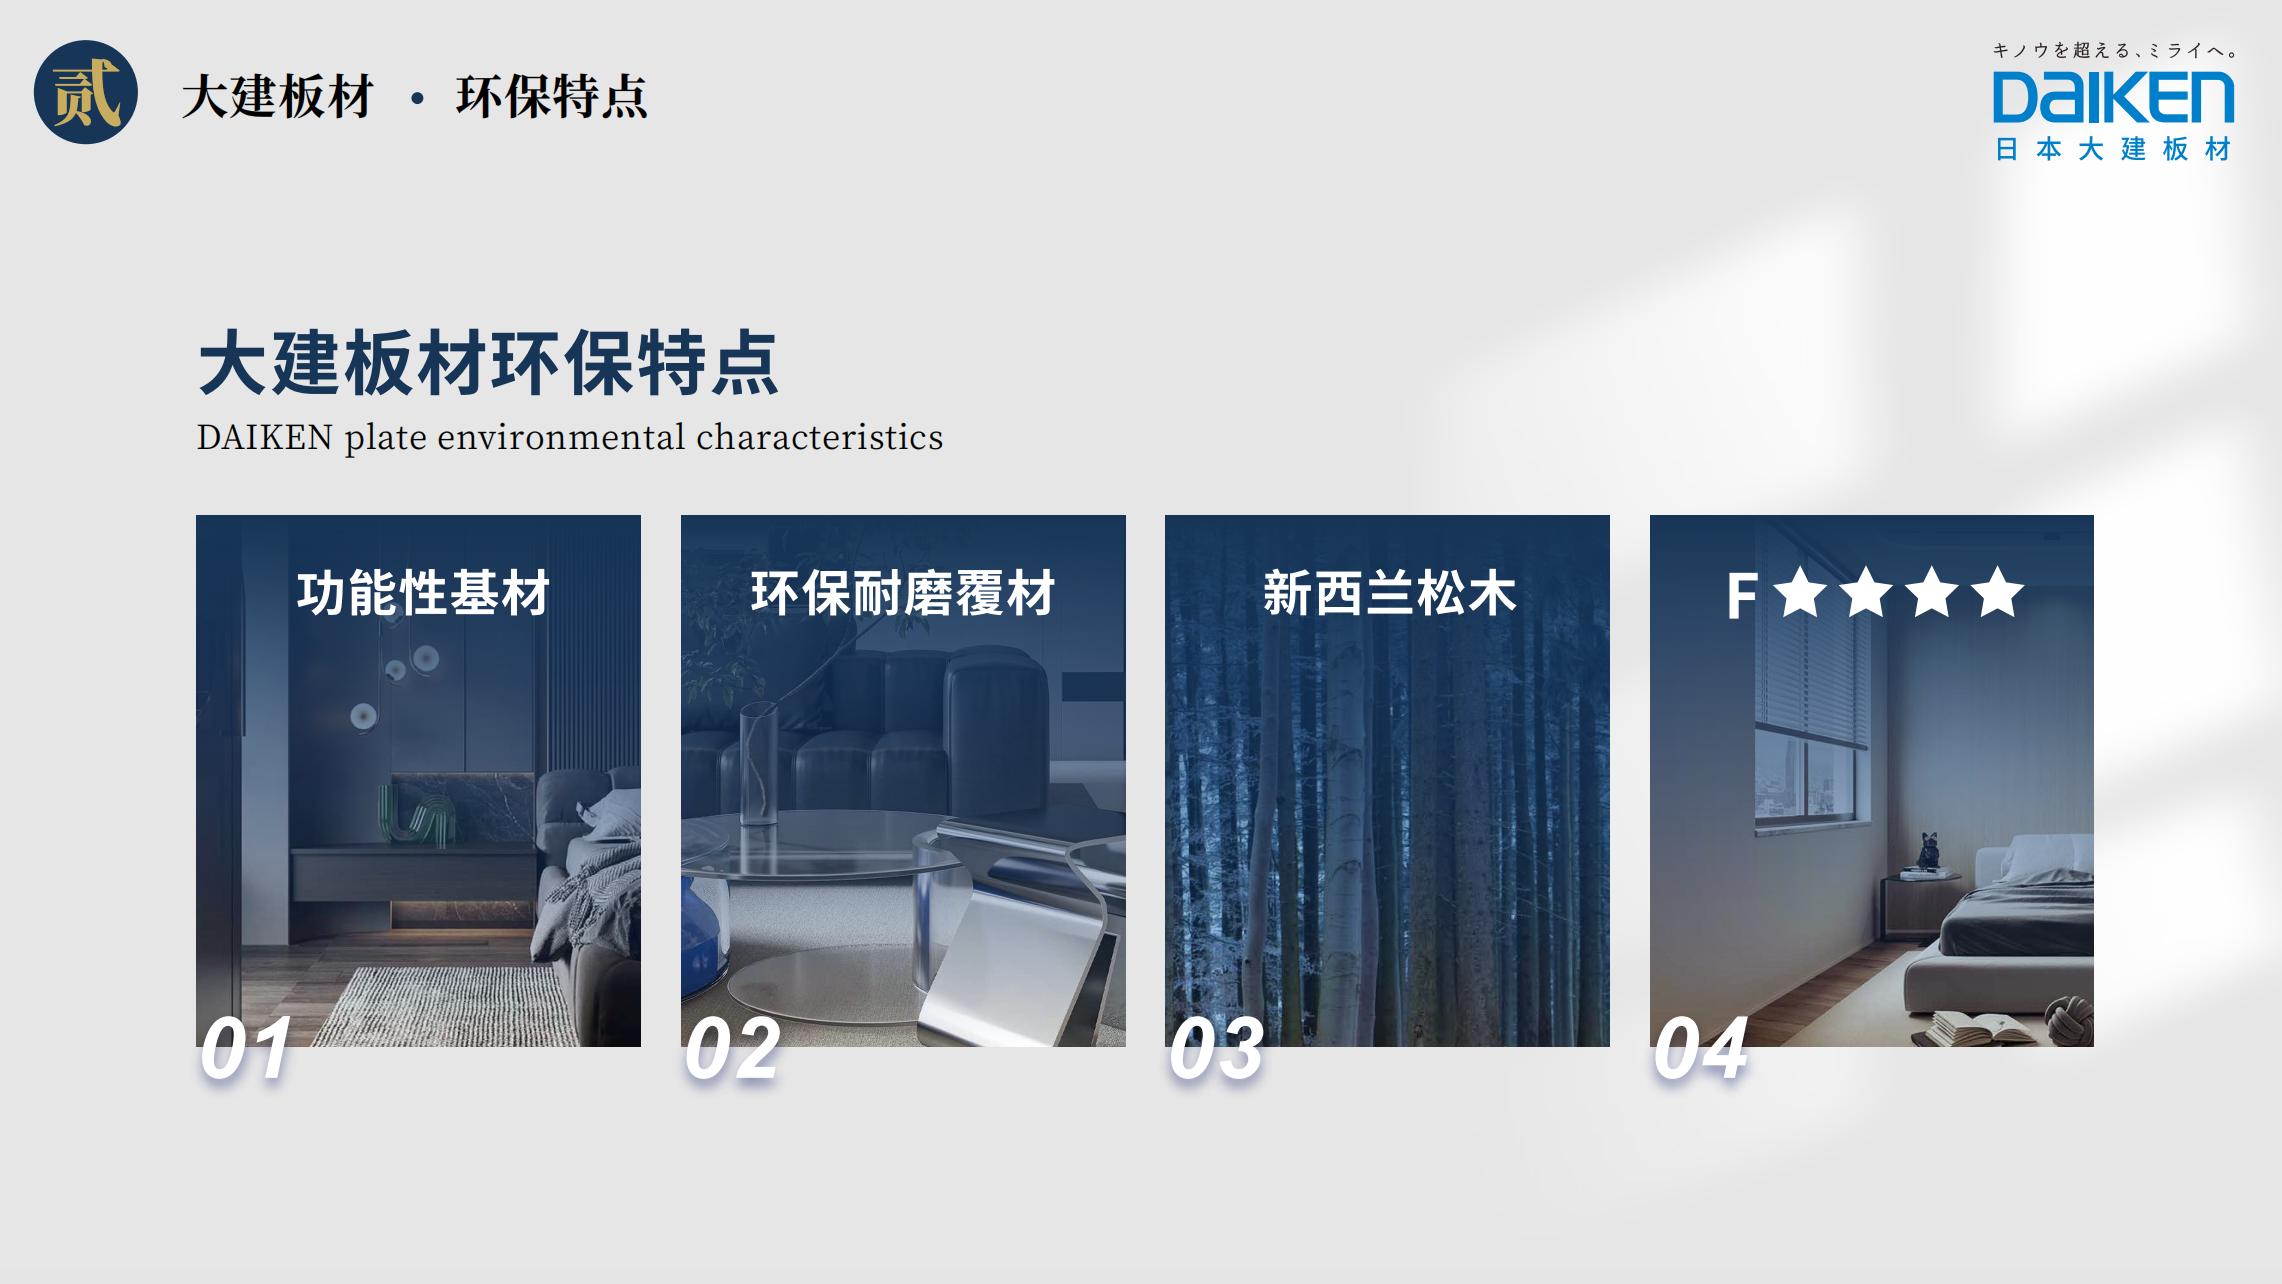 贰
大建板材 • 环保特点
キノウを超える、ミライへ。
DAIKEN
日本大建板材
大建板材环保特点
DAIKEN plate environmental characteristics
功能性基材
环保耐磨覆材
新西兰松木
F★★★★
01
02
03
04